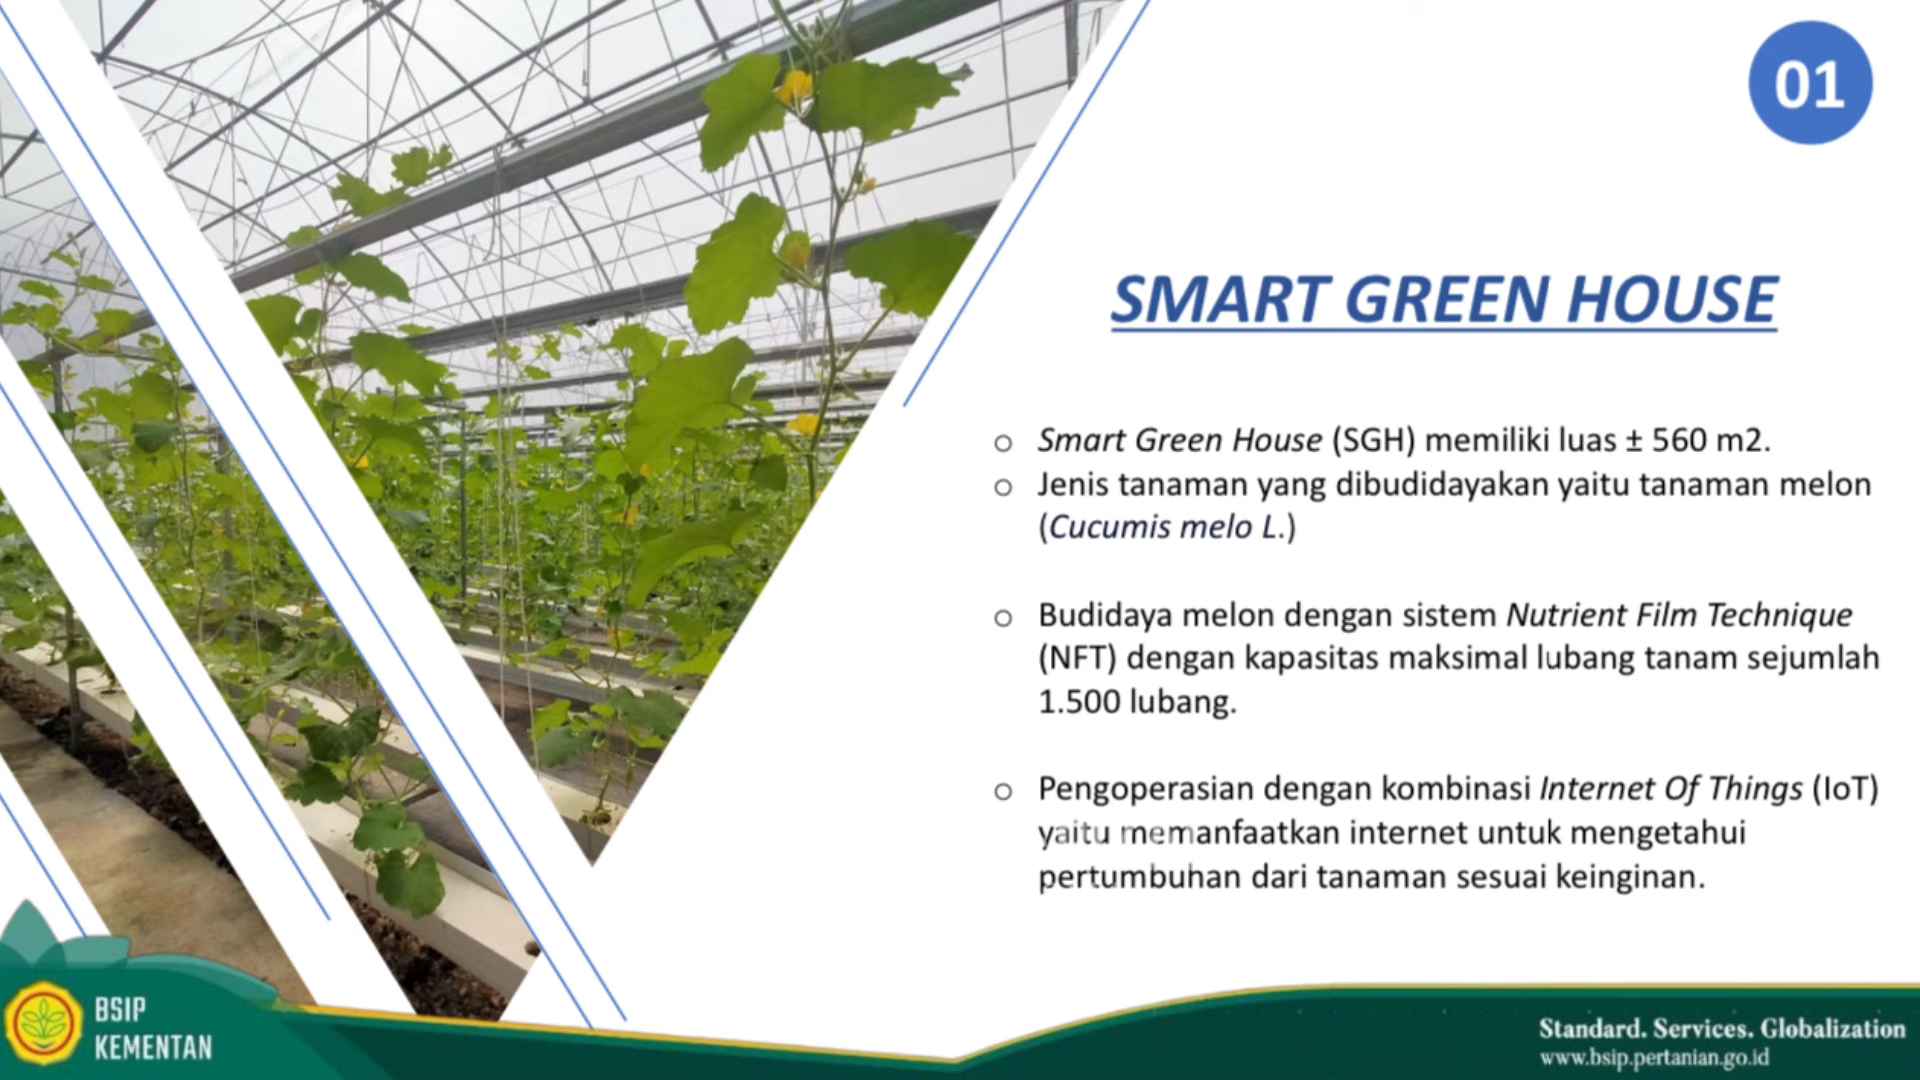 01
SMART GREEN HOUSE
○ Smart Green House (SGH) memiliki luas ± 560 m2.
○ Jenis tanaman yang dibudidayakan yaitu tanaman melon
(Cucumis melo L.)
○ Budidaya melon dengan sistem Nutrient Film Technique
(NFT) dengan kapasitas maksimal lubang tanam sejumlah
1.500 lubang.
○ Pengoperasian dengan kombinasi Internet Of Things (IoT)
yaitu memanfaatkan internet untuk mengetahui
pertumbuhan dari tanaman sesuai keinginan.
BSIP
KEMENTAN
Standard. Services. Globalization
www.bsip.pertanian.go.id